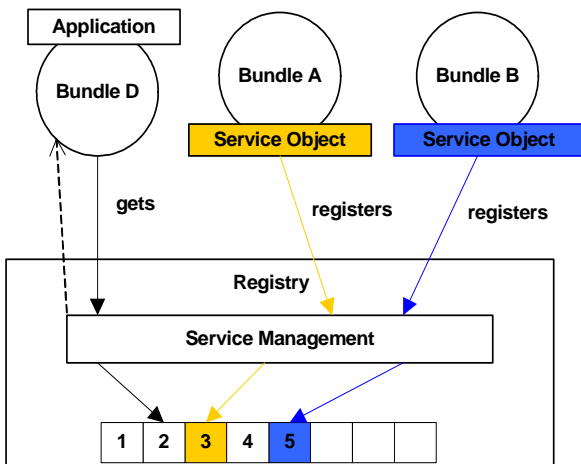 Application
Bundle D
Bundle A
Bundle B
Service Object
Service Object
gets
registers
registers
Registry
Service Management
1 2 3 4 5